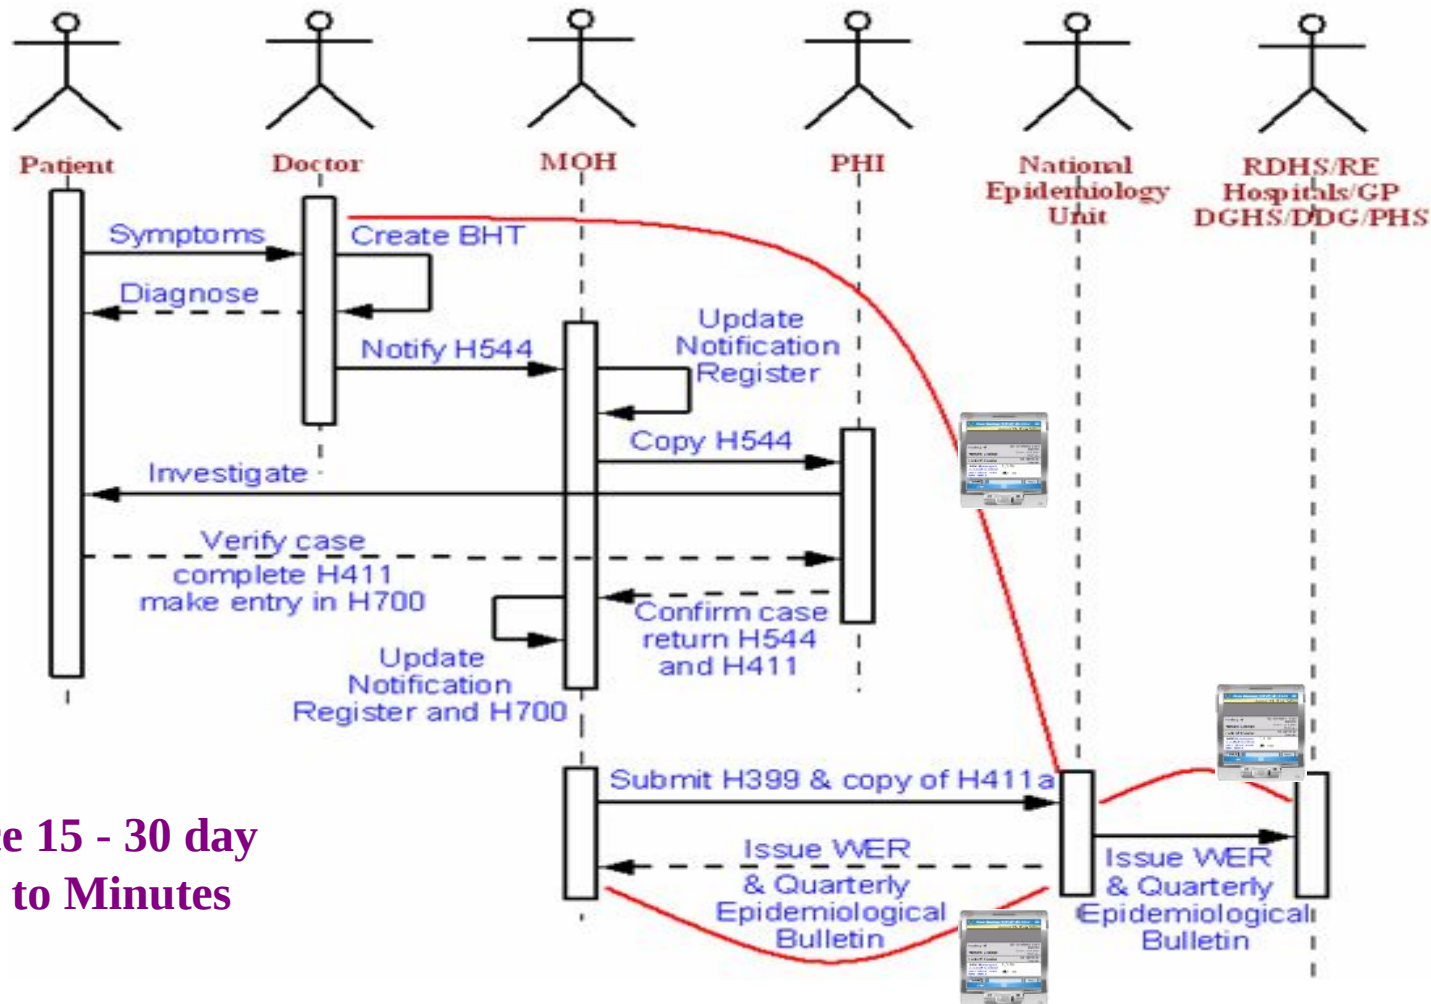 Patient
Doctor
MOH
PHI
National
Epidemiology
Unit
RDHS/RE
Hospitals/GP
DGHS/DDG/PHS
Symptoms
Create BHT
Diagnose
Notify H544
Update
Notification
Register
Copy H544
Investigate
Verify case
complete H411
make entry in H700
Confirm case
return H544
and H411
Update
Notification
Register and H700
Submit H399 & copy of H411a
Issue WER
& Quarterly
Epidemiological
Bulletin
Issue WER
& Quarterly
Epidemiological
Bulletin
15 - 30 day
to Minutes